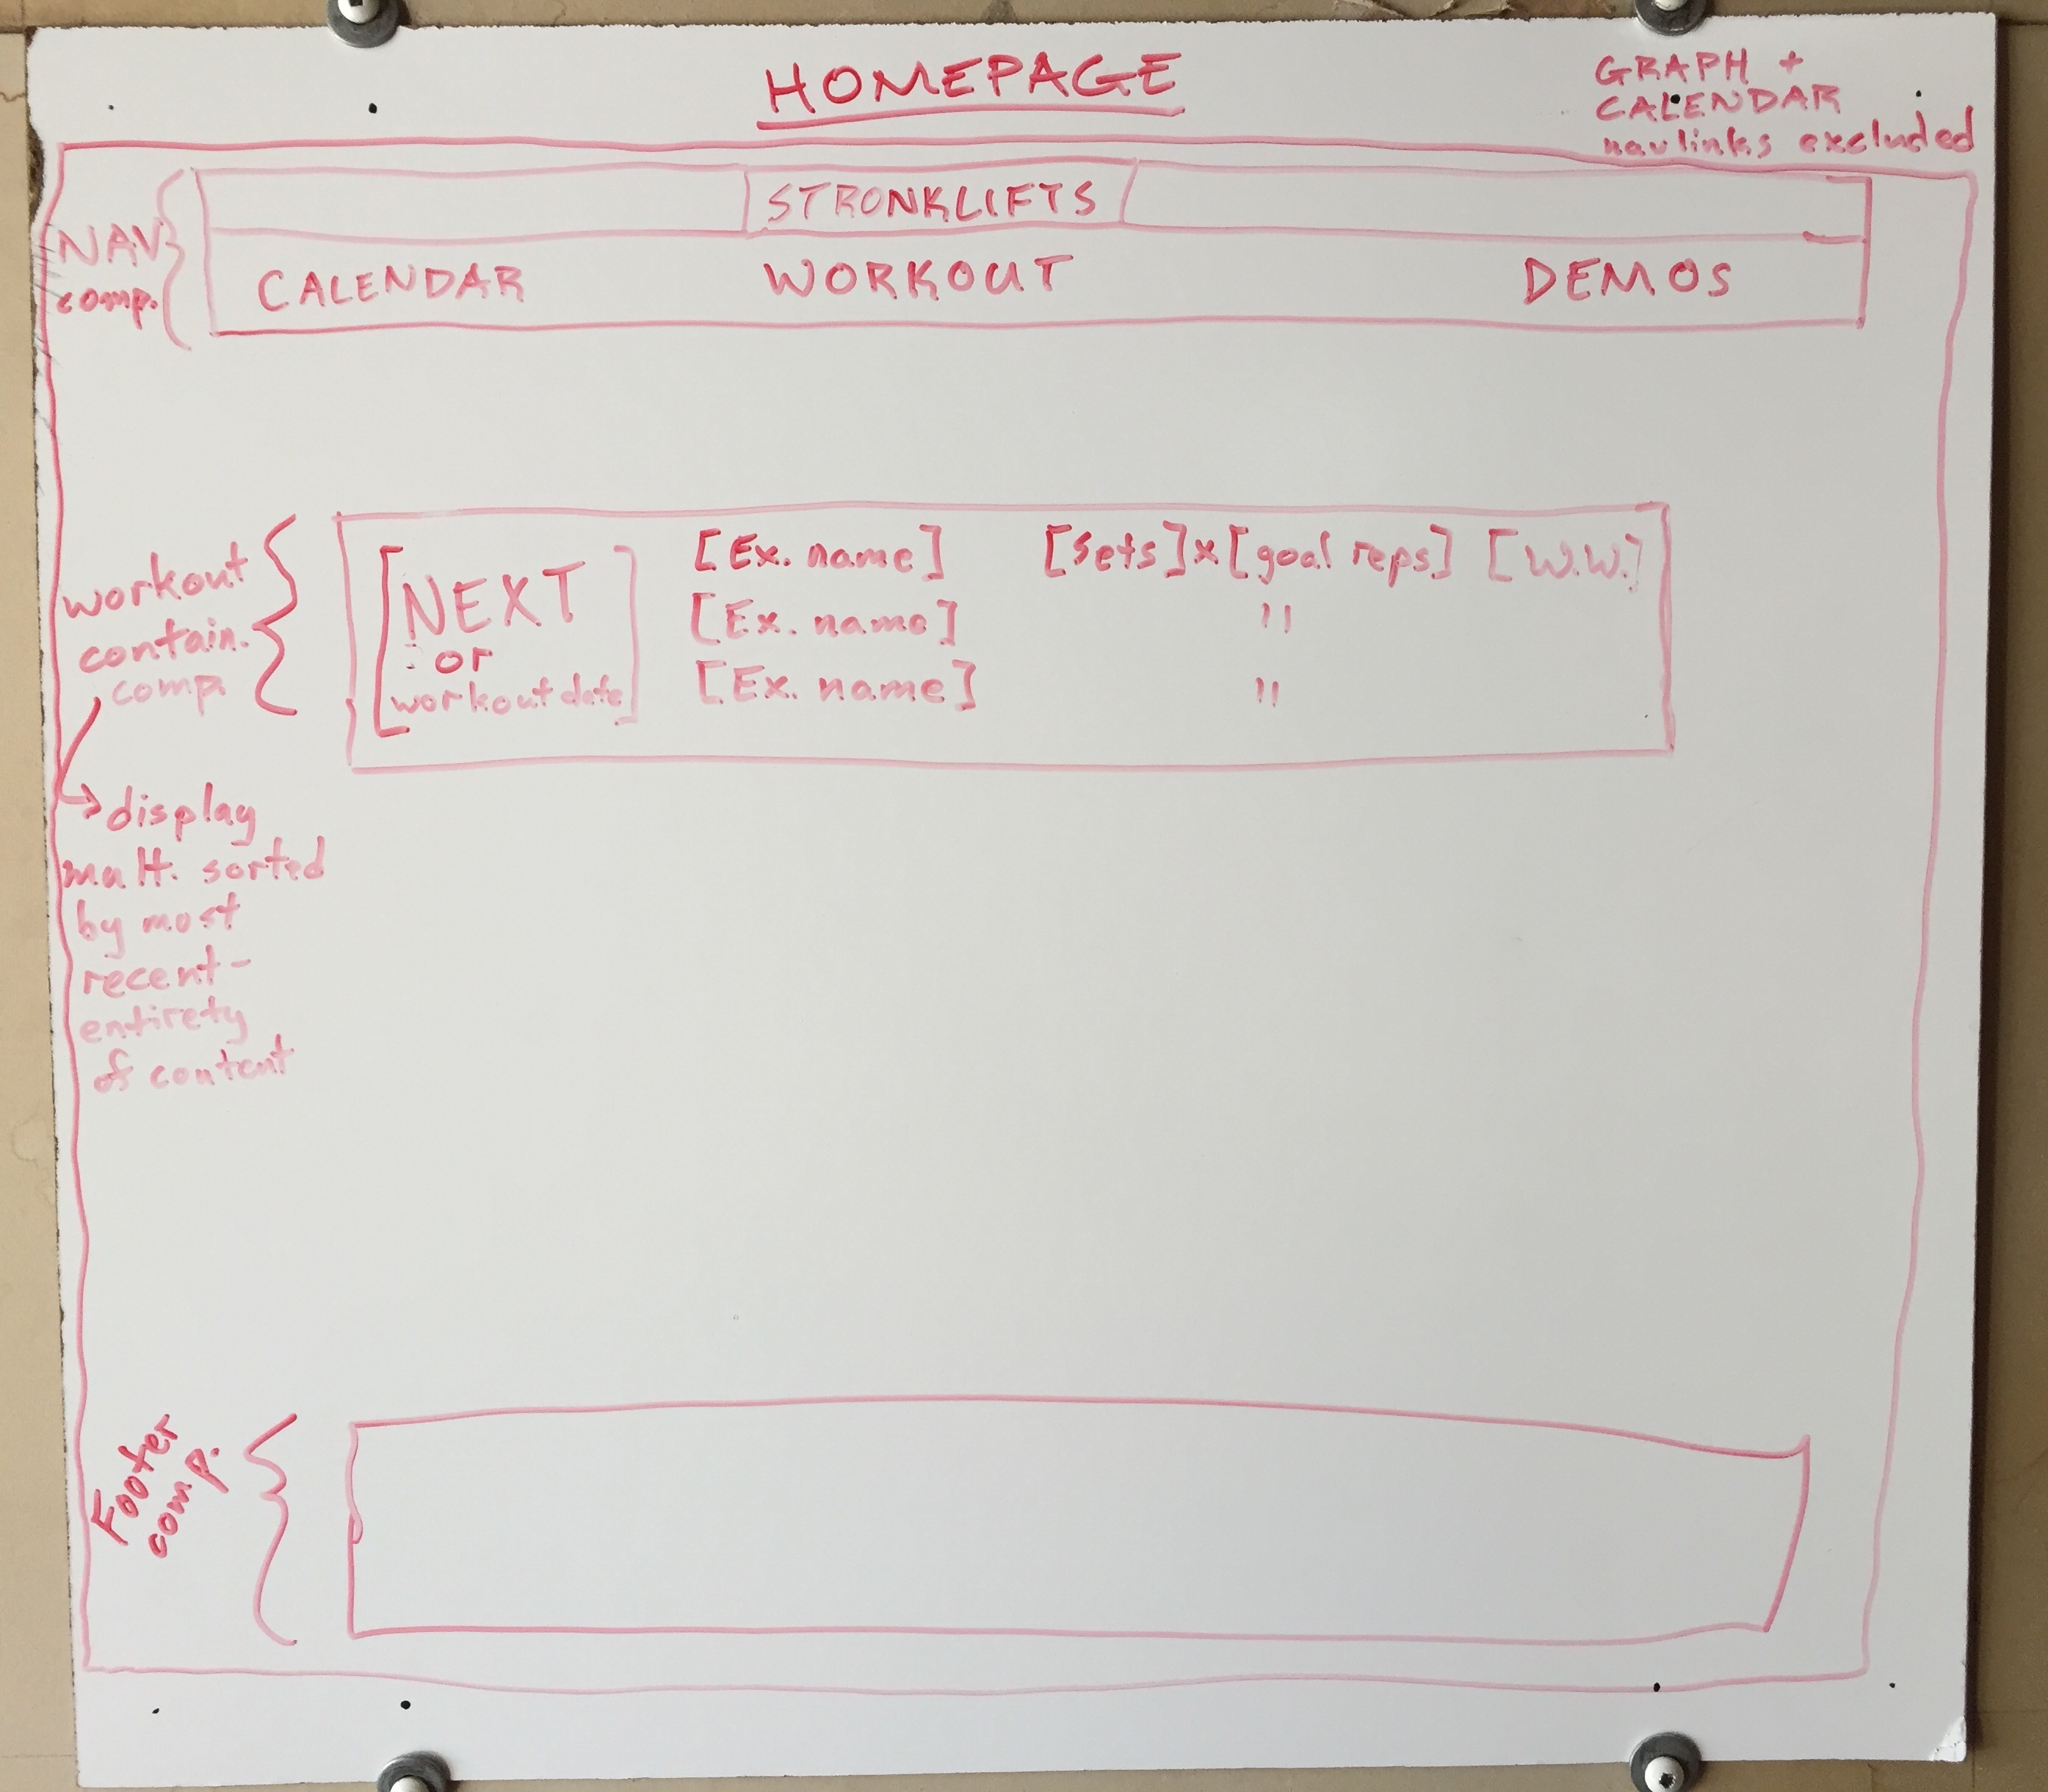 HOMEPAGE
GRAPH +
CALENDAR
navlinks excluded
NAV
comp.
STRONKLIFTS
CALENDAR WORKOUT DEMOS
workout
contain.
comp.
[NEXT
or
workout date]
[Ex. name] [Sets]x[goal reps] [W.W.]
[Ex. name] "
[Ex. name] "
display
mult. sorted
by most
recent-
entirety
of content
Footer
comp.